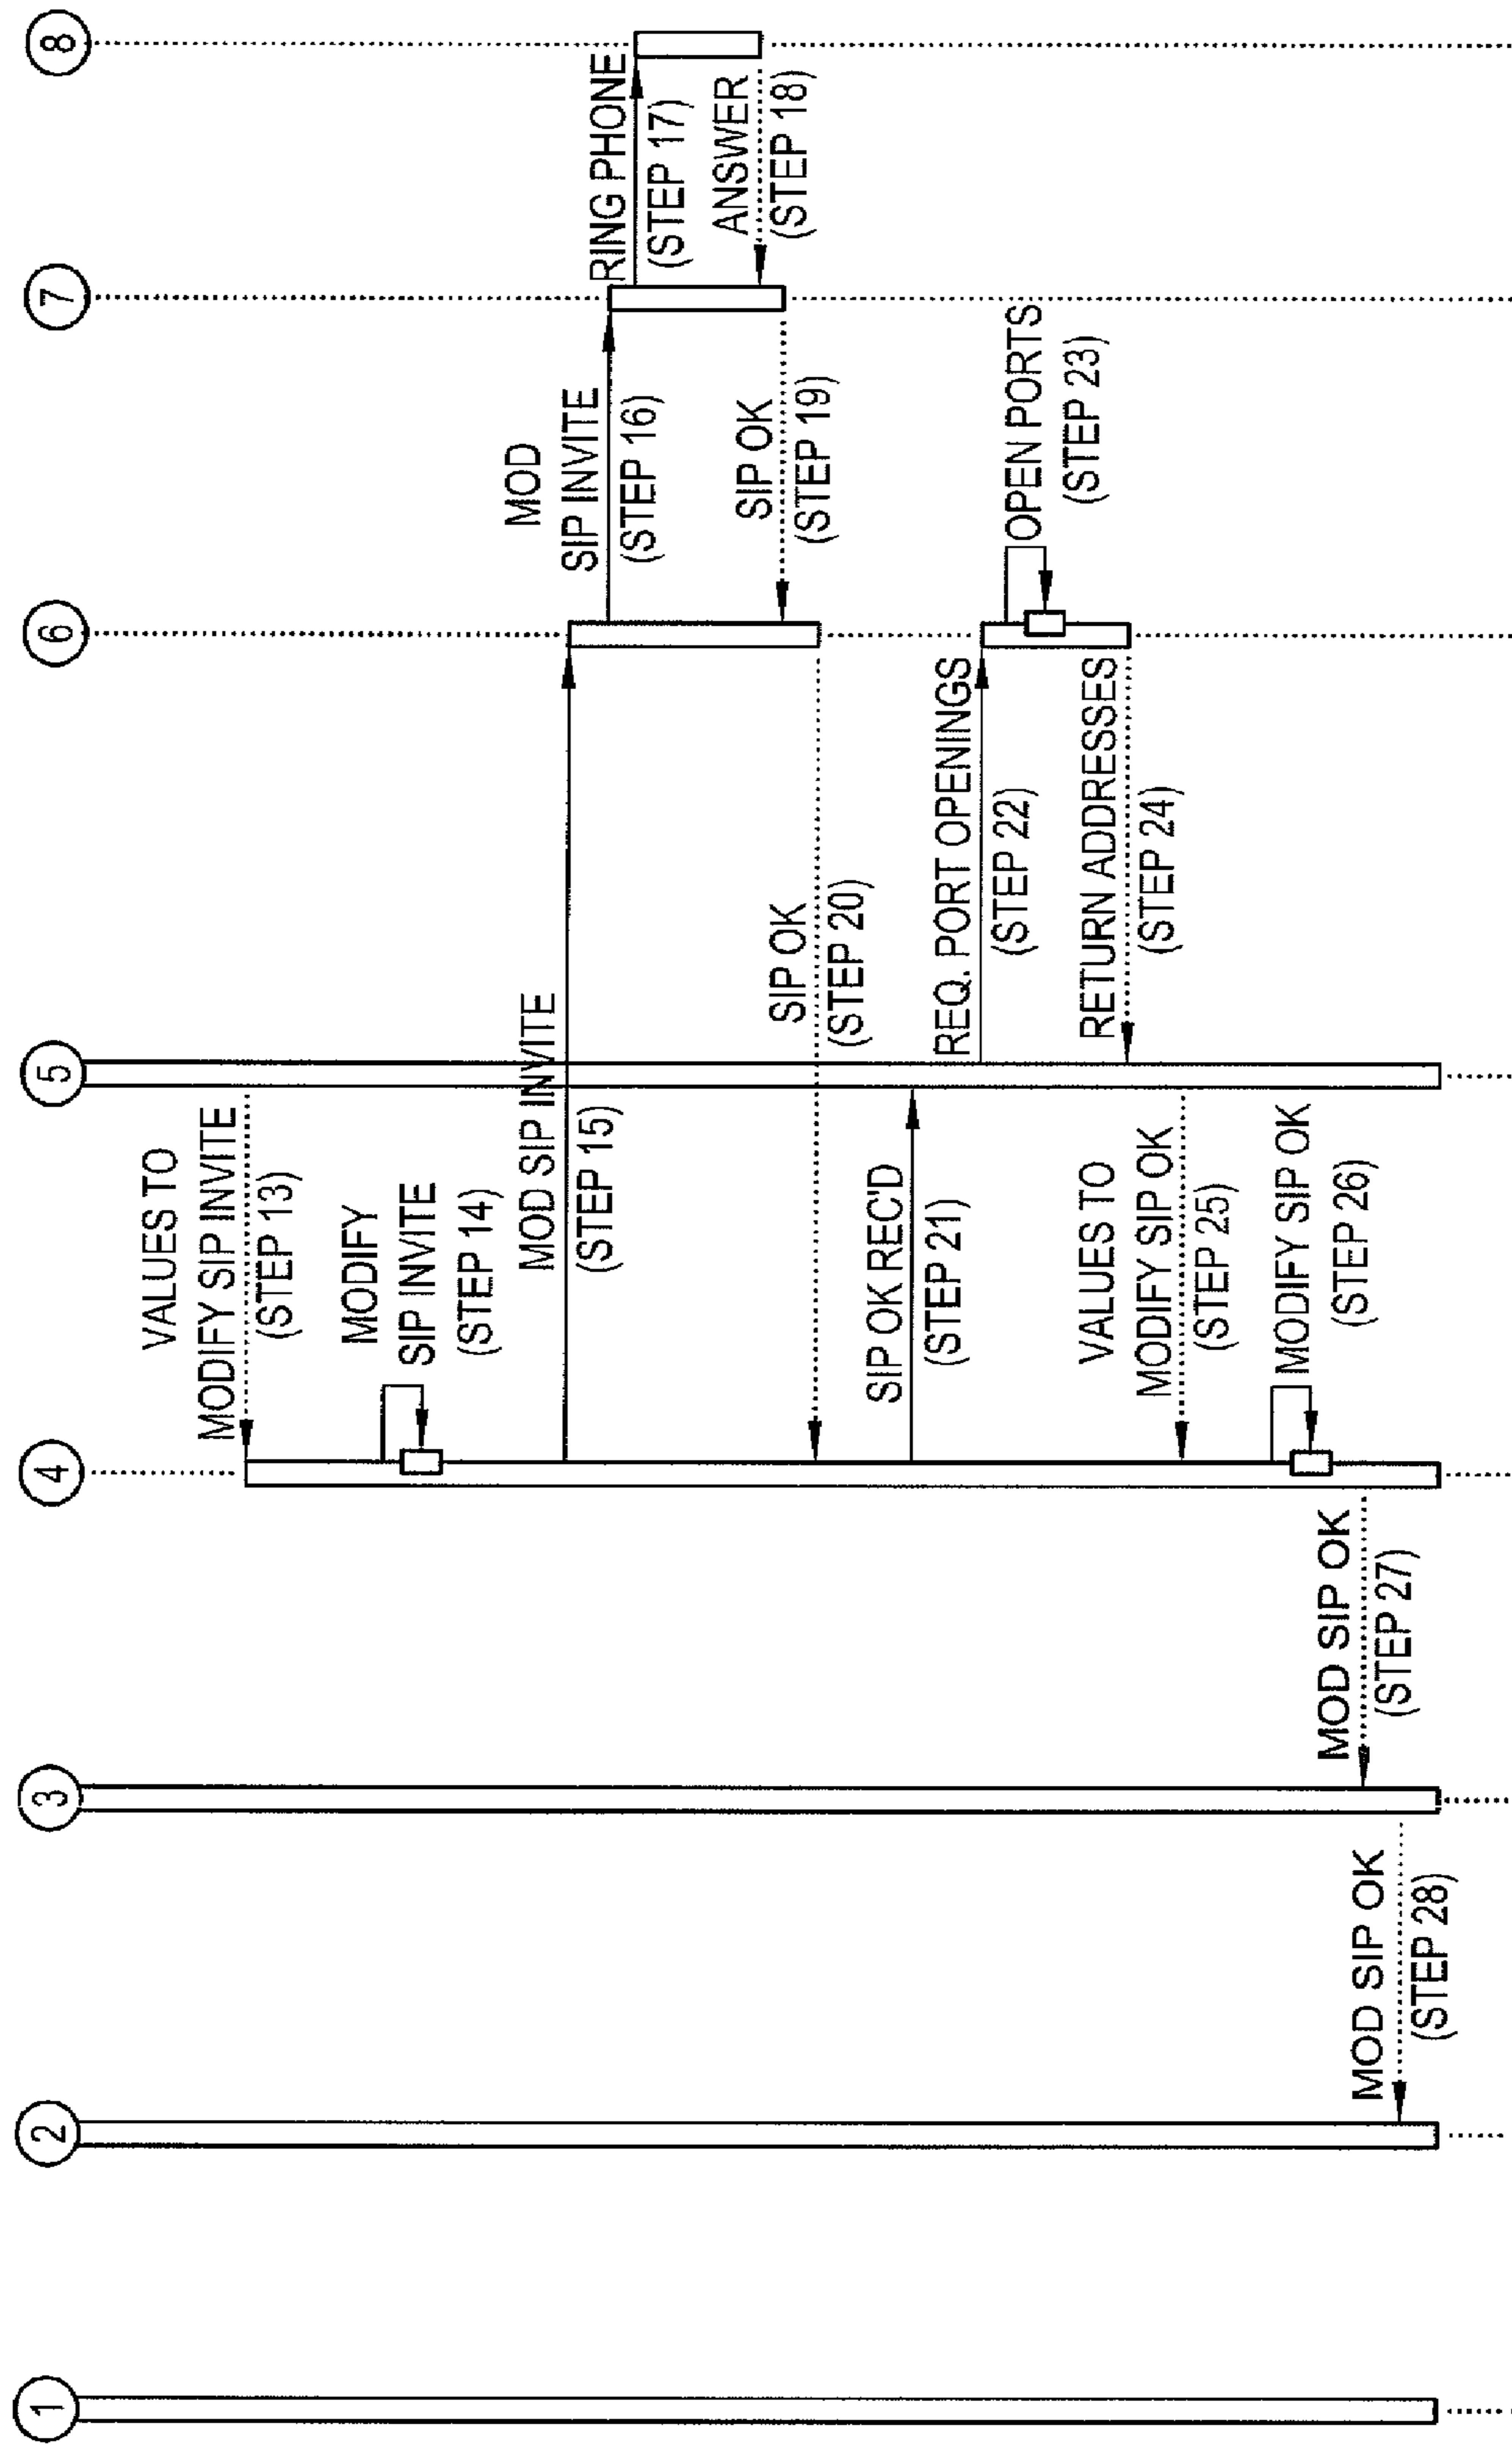 1
2
3
4
5
6
7
8
VALUES TO
MODIFY SIP INVITE
(STEP 13)
MODIFY
SIP INVITE
(STEP 14)
MOD SIP INVITE
(STEP 15)
MOD
SIP INVITE
(STEP 16)
RING PHONE
(STEP 17)
ANSWER
(STEP 18)
SIP OK
(STEP 19)
SIP OK
(STEP 20)
SIP OK REC'D
(STEP 21)
REQ. PORT OPENINGS
(STEP 22)
OPEN PORTS
(STEP 23)
RETURN ADDRESSES
(STEP 24)
VALUES TO
MODIFY SIP OK
(STEP 25)
MODIFY SIP OK
(STEP 26)
MOD SIP OK
(STEP 27)
MOD SIP OK
(STEP 28)